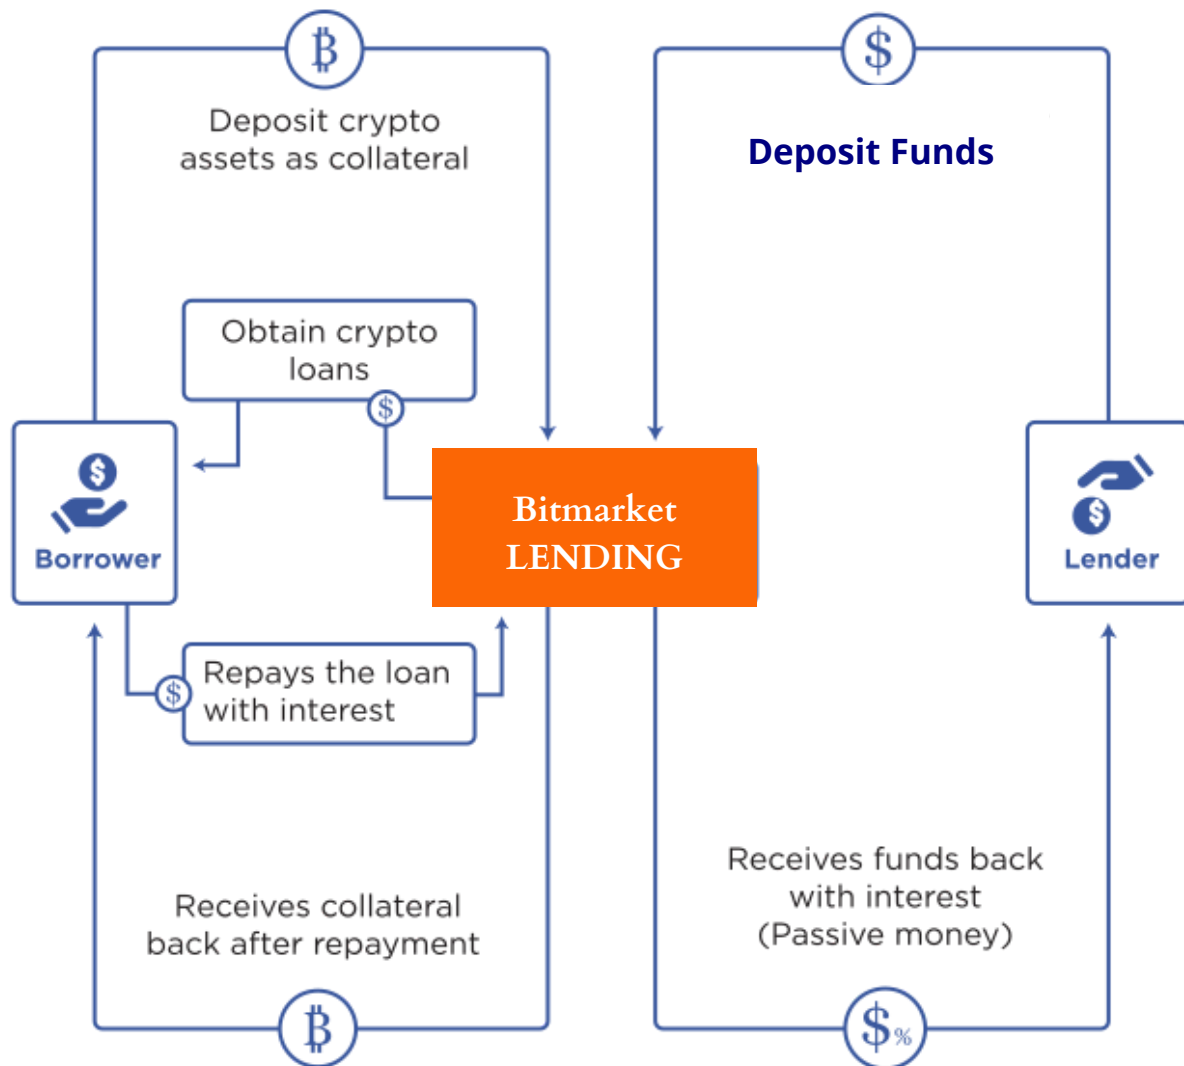 Deposit crypto
assets as collateral
Deposit Funds
Obtain crypto
loans
Borrower
Bitmarket
LENDING
Lender
Repays the loan
with interest
Receives collateral
back after repayment
Receives funds back
with interest
(Passive money)
₿
$
$
$
$
$
₿
$%